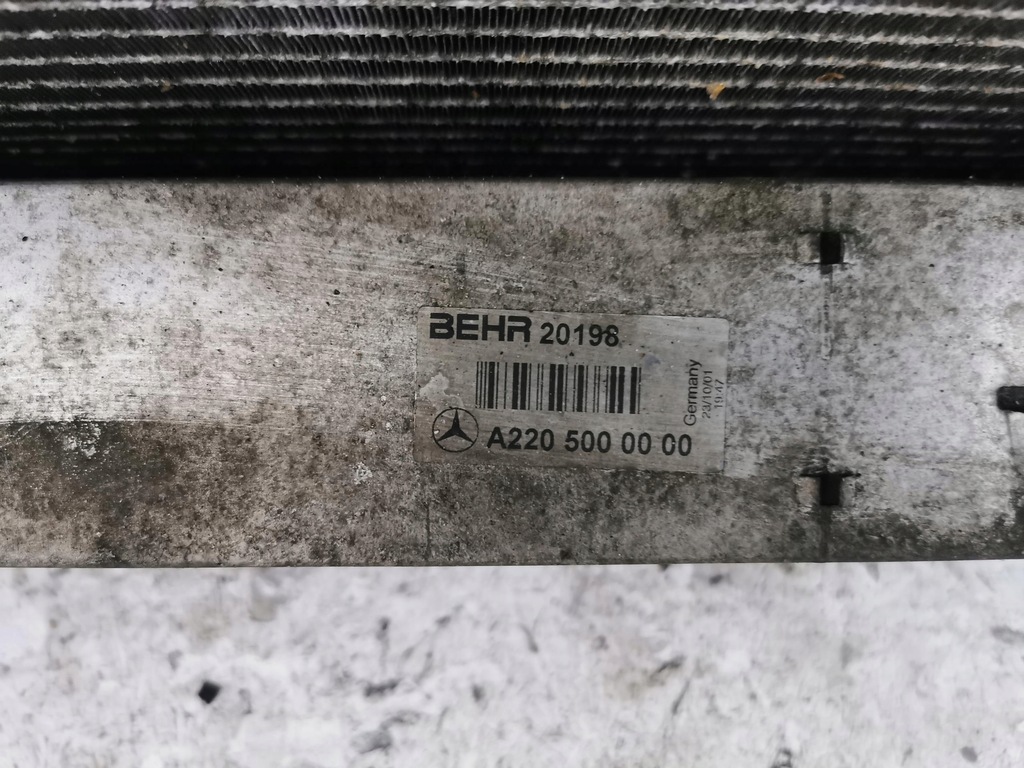 BEHR 20198
Germany
23/10/01
19:47
A220 500 00 00